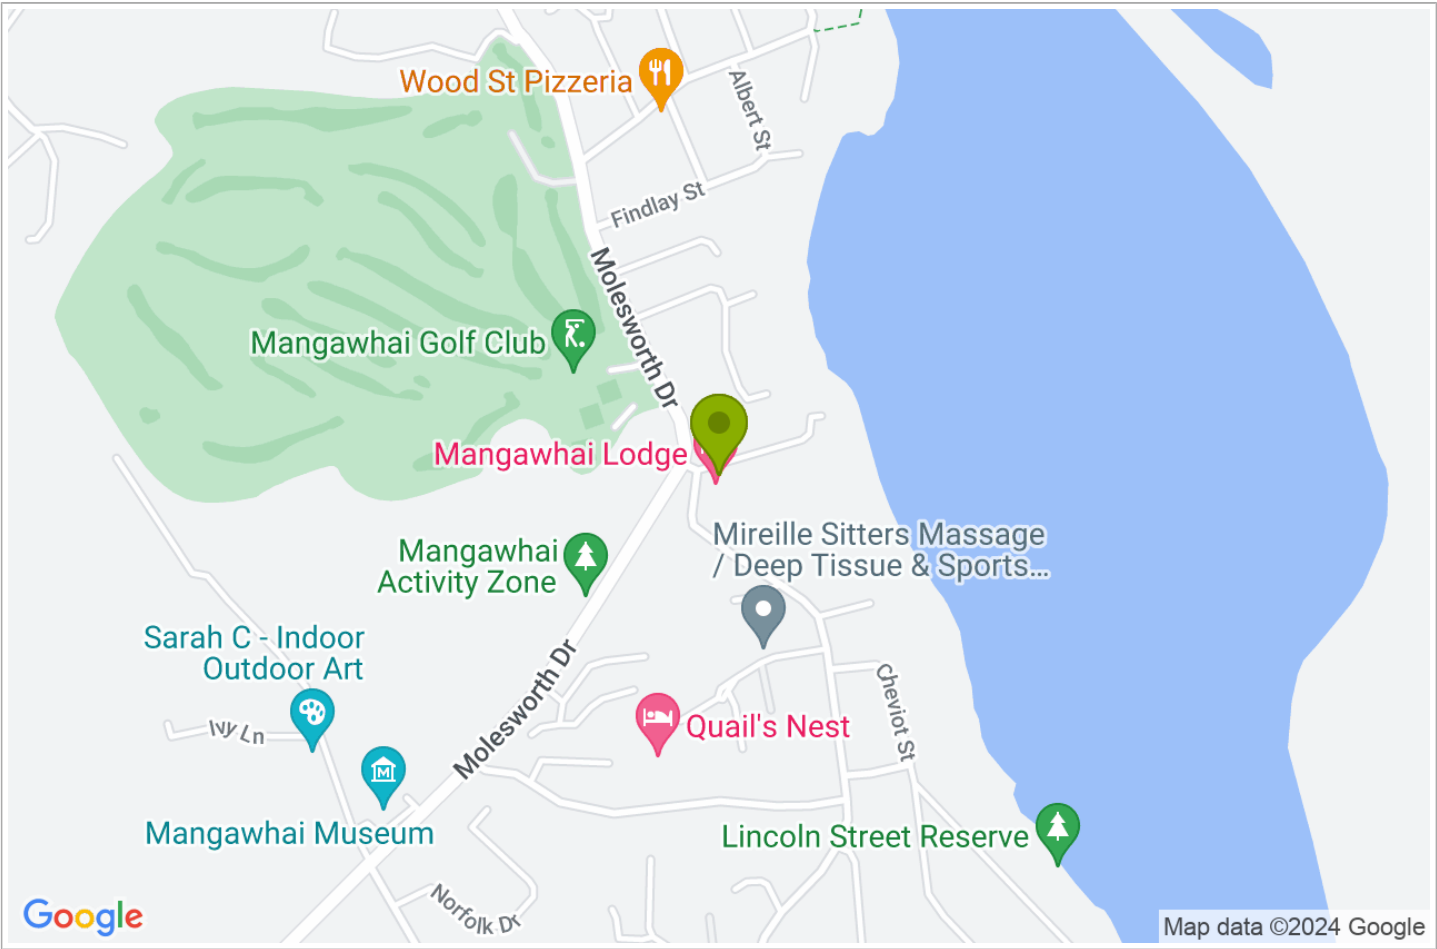 Wood St Pizzeria
Albert St
Findlay St
Molesworth Dr
Mangawhai Golf Club
Mangawhai Lodge
Mireille Sitters Massage
/ Deep Tissue & Sports...
Mangawhai
Activity Zone
Sarah C - Indoor
Outdoor Art
Molesworth Dr
Cheviot St
Ivy Ln
Quail's Nest
M
Mangawhai Museum
Lincoln Street Reserve
Norfolk Dr
Google
Map data ©2024 Google